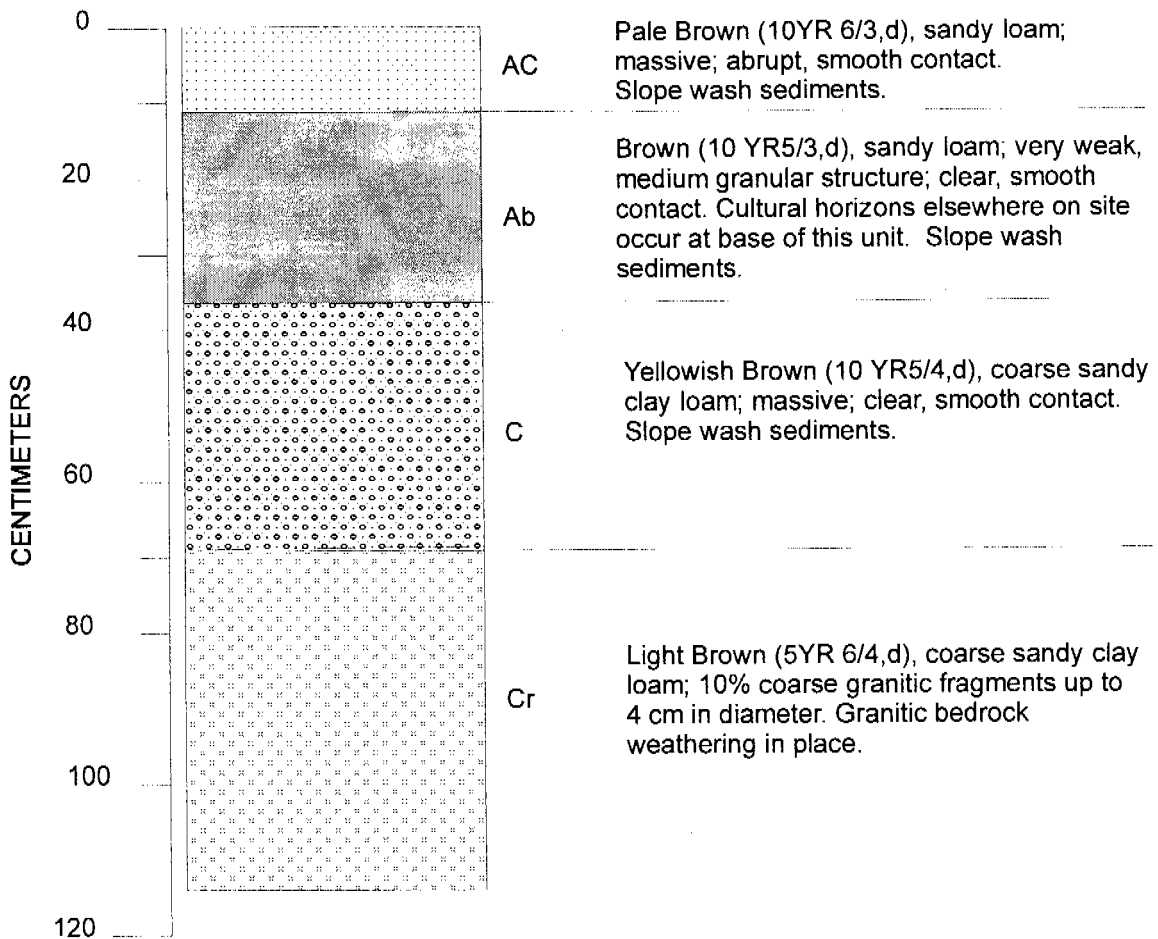 CENTIMETERS
0
20
40
60
80
100
120
AC
Pale Brown (10YR 6/3,d), sandy loam;
massive; abrupt, smooth contact.
Slope wash sediments.
Ab
Brown (10 YR5/3,d), sandy loam; very weak,
medium granular structure; clear, smooth
contact. Cultural horizons elsewhere on site
occur at base of this unit. Slope wash
sediments.
C
Yellowish Brown (10 YR5/4,d), coarse sandy
clay loam; massive; clear, smooth contact.
Slope wash sediments.
Cr
Light Brown (5YR 6/4,d), coarse sandy clay
loam; 10% coarse granitic fragments up to
4 cm in diameter. Granitic bedrock
weathering in place.